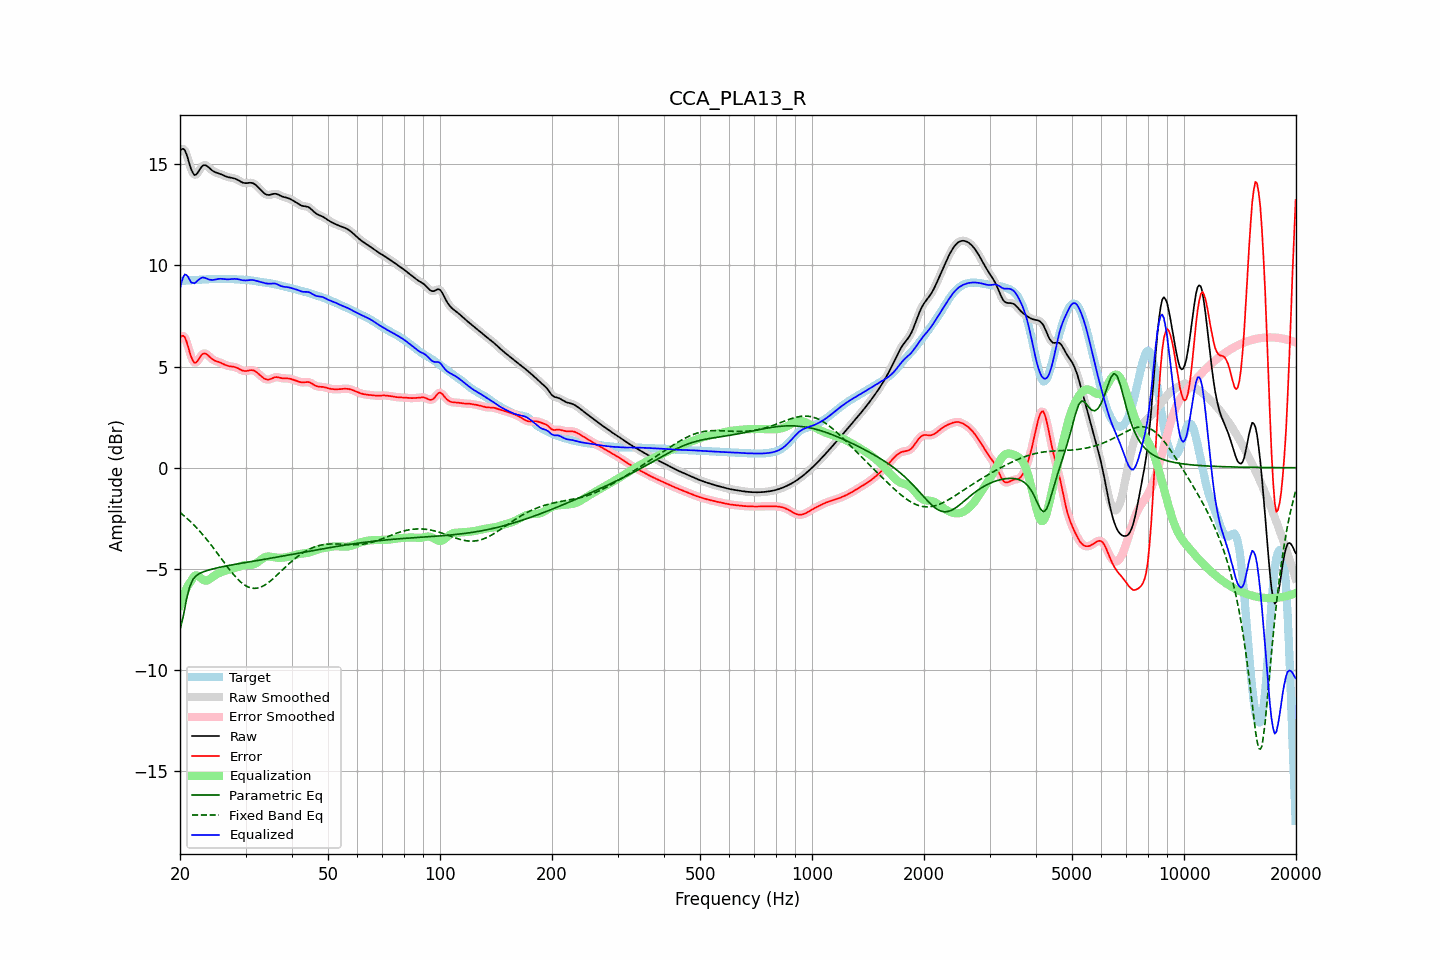 CCA_PLA13_R
Amplitude (dBr)
15
10
5
0
−5
−10
−15
Target
Raw Smoothed
Error Smoothed
Raw
Error
Equalization
Parametric Eq
Fixed Band Eq
Equalized
20 50 100 200 500 1000 2000 5000 10000 20000
Frequency (Hz)